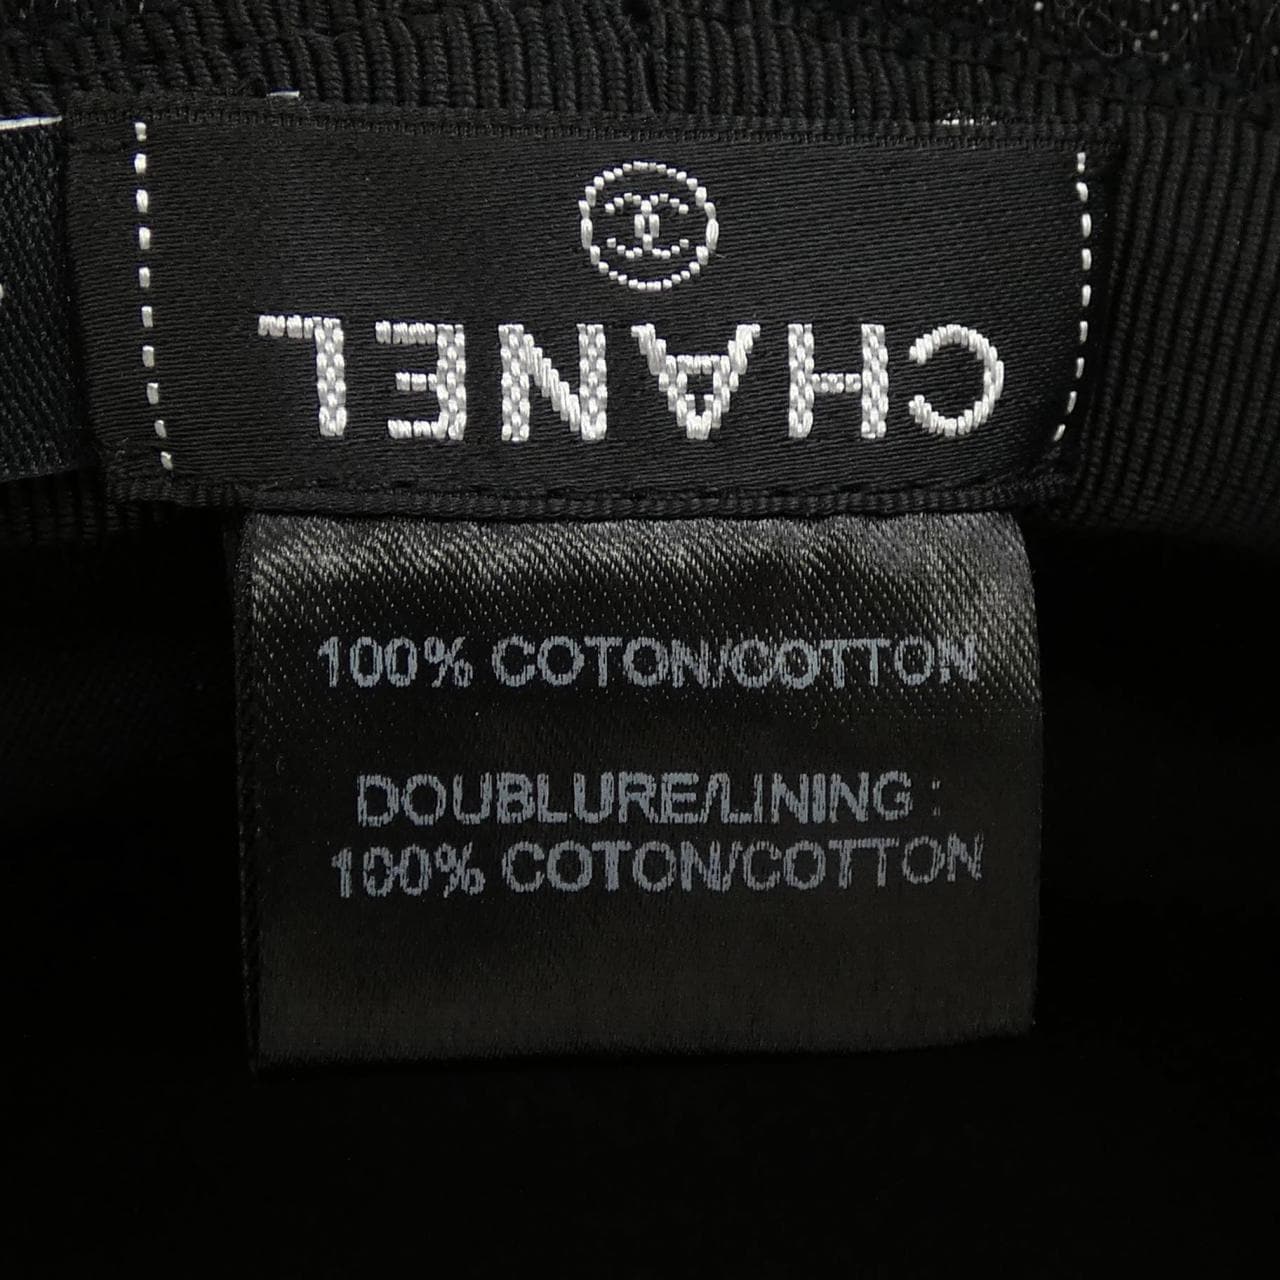 CHANEL
100% COTON/COTTON
DOUBLURE/LINING :
100% COTON/COTTON